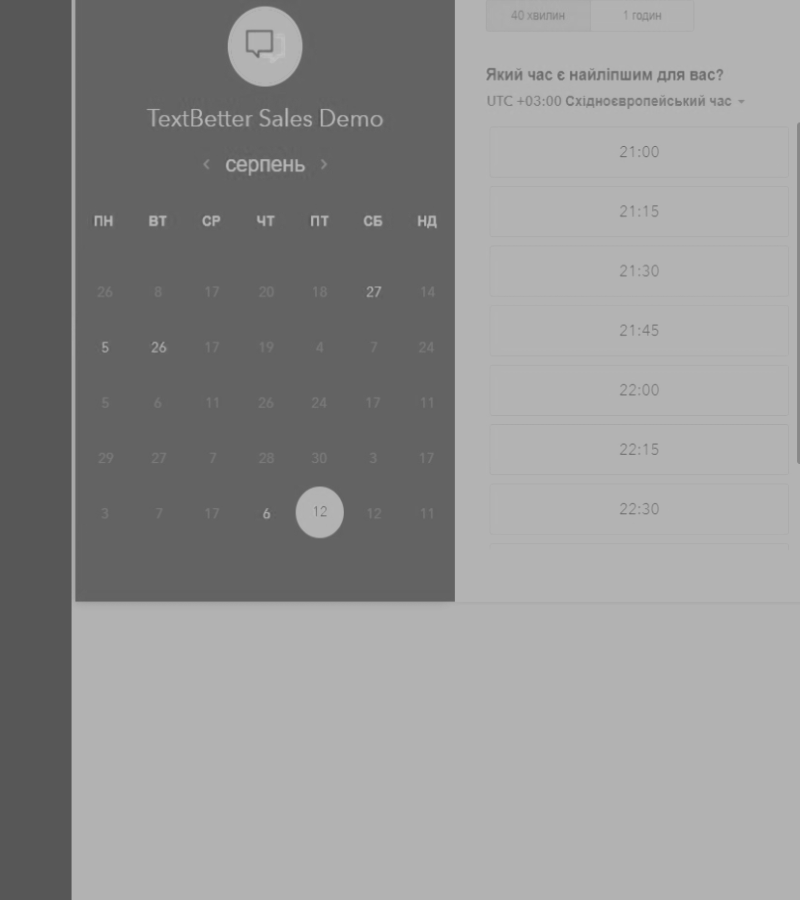 TextBetter Sales Demo
серпень
ПН ВТ СР ЧТ ПТ СБ НД
26 8 17 20 18 27 14
5 26 17 19 4 7 24
5 6 11 26 24 17 11
29 27 7 28 30 3 17
3 7 17 6 12 12 11
40 хвилин 1 годин
Який час є найліпшим для вас?
UTC +03:00 Східноєвропейський час
21:00
21:15
21:30
21:45
22:00
22:15
22:30